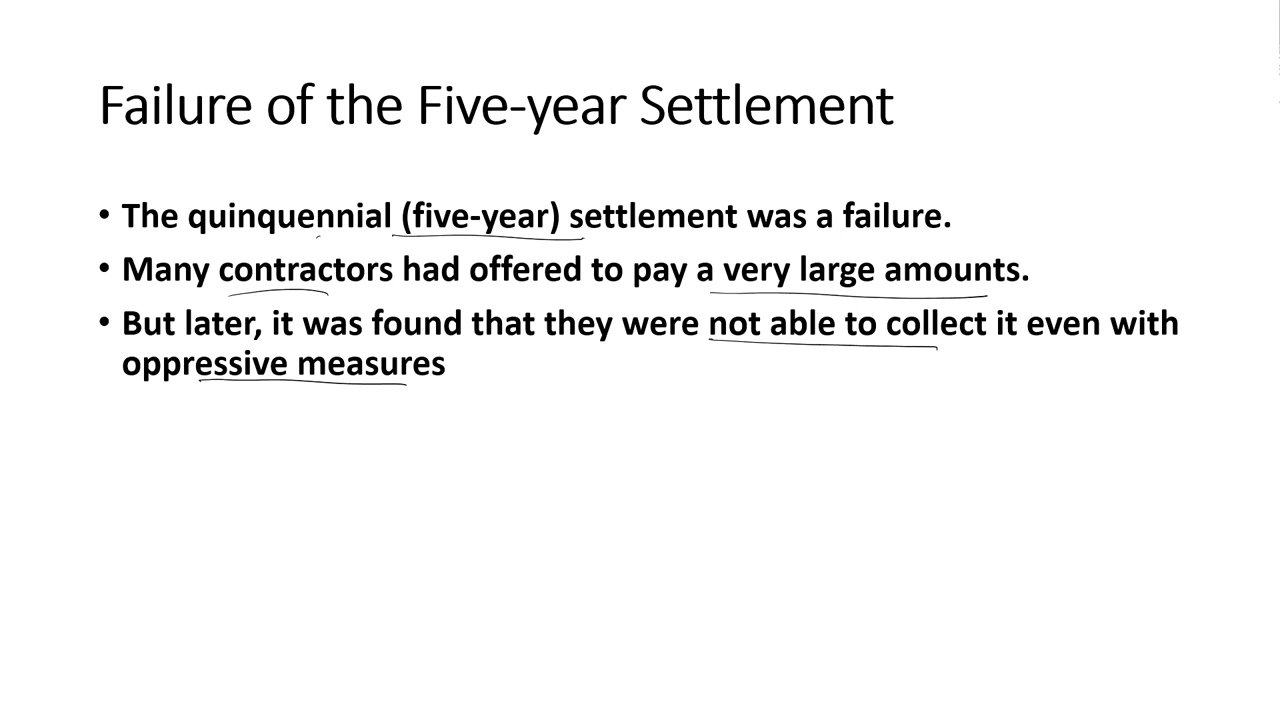 Failure of the Five-year Settlement
• The quinquennial (five-year) settlement was a failure.
• Many contractors had offered to pay a very large amounts.
• But later, it was found that they were not able to collect it even with
oppressive measures